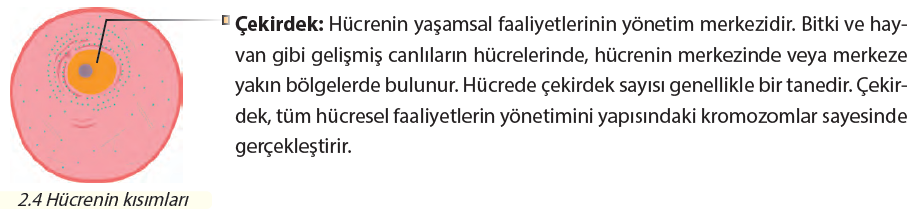 Çekirdek: Hücrenin yaşamsal faaliyetlerinin yönetim merkezidir. Bitki ve hay-
van gibi gelişmiş canlıların hücrelerinde, hücrenin merkezinde veya merkeze
yakın bölgelerde bulunur. Hücrede çekirdek sayısı genellikle bir tanedir. Çekir-
dek, tüm hücresel faaliyetlerin yönetimini yapısındaki kromozomlar sayesinde
gerçekleştirir.
2.4 Hücrenin kısımları